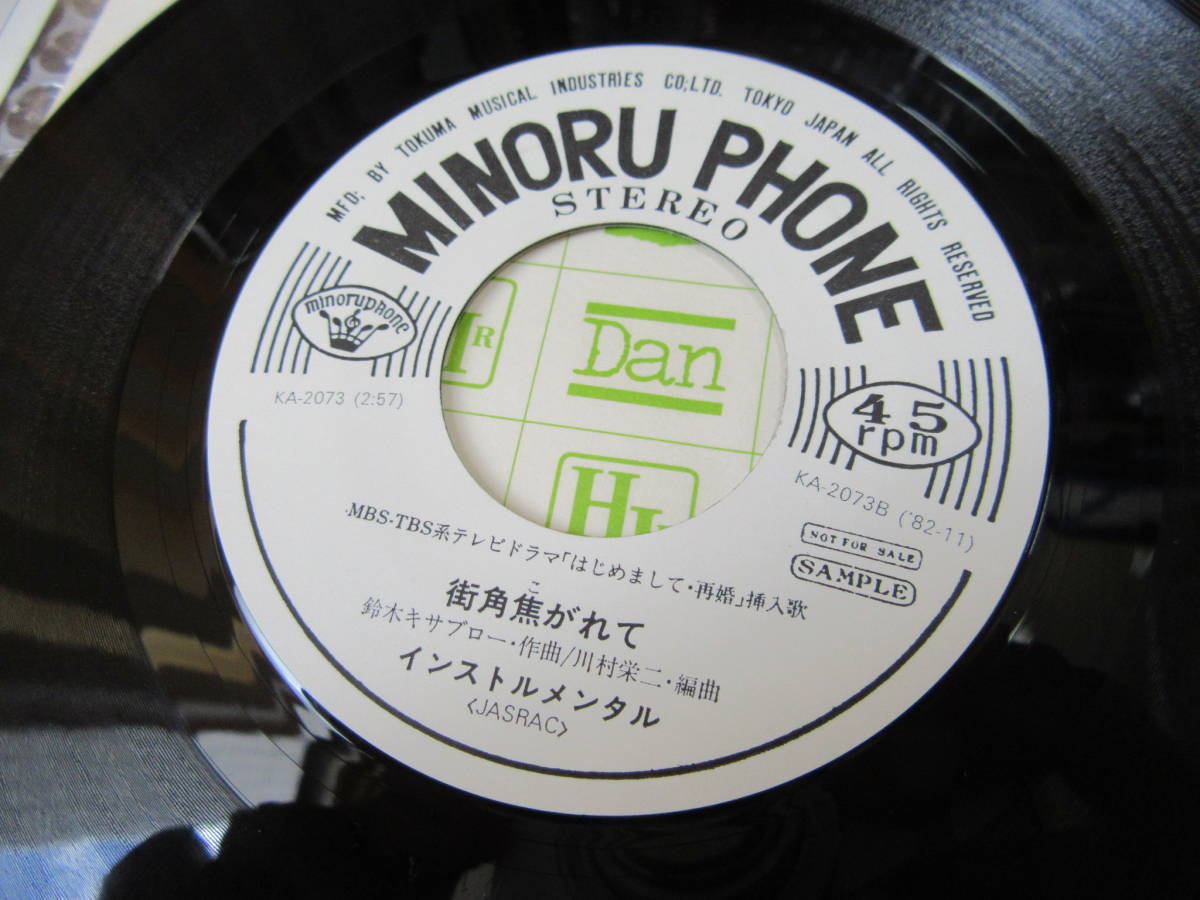 MFD; BY TOKUMA MUSICAL INDUSTRIES CO;LTD. TOKYO JAPAN ALL RIGHTS RESERVED
MINORU PHONE
STEREO
minoruphone
KA-2073 (2:57)
Dan
45
rpm
KA-2073B ('82-11)
NOT FOR SALE
SAMPLE
MBS-TBS系テレビドラマ「はじめまして・再婚」挿入歌
こ
街角焦がれて
鈴木キサブロー・作曲/川村栄二・編曲
インストルメンタル
〈JASRAC〉